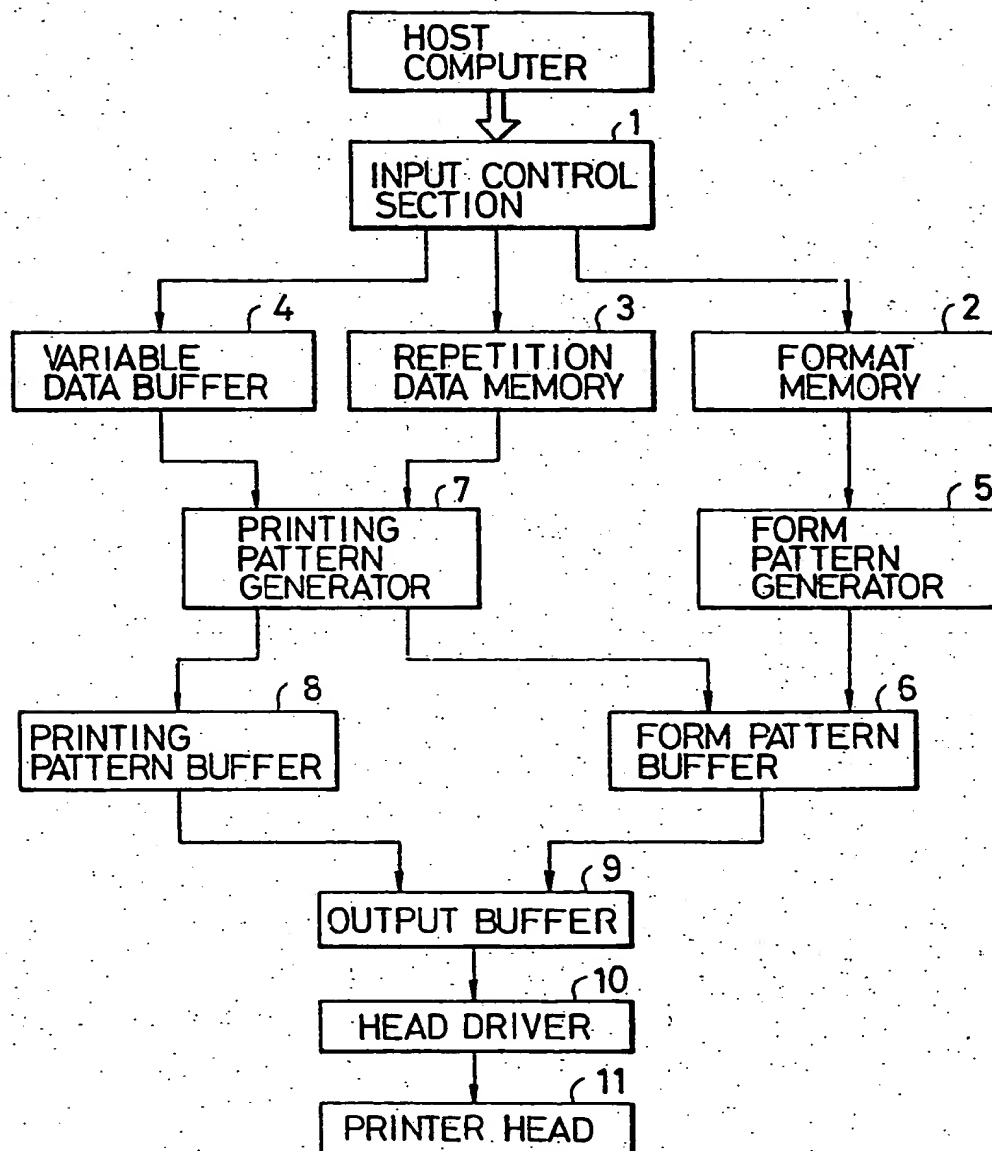 HOST
COMPUTER
1
INPUT CONTROL
SECTION
4
VARIABLE
DATA BUFFER
3
REPETITION
DATA MEMORY
2
FORMAT
MEMORY
7
PRINTING
PATTERN
GENERATOR
5
FORM
PATTERN
GENERATOR
8
PRINTING
PATTERN BUFFER
6
FORM PATTERN
BUFFER
9
OUTPUT BUFFER
10
HEAD DRIVER
11
PRINTER HEAD